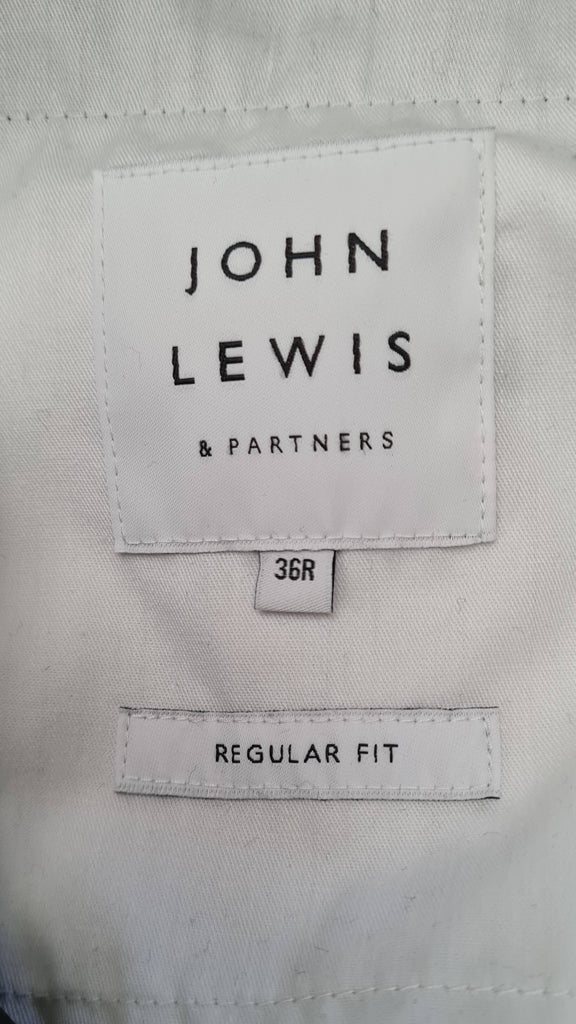 JOHN
LEWIS
& PARTNERS
36R
REGULAR FIT